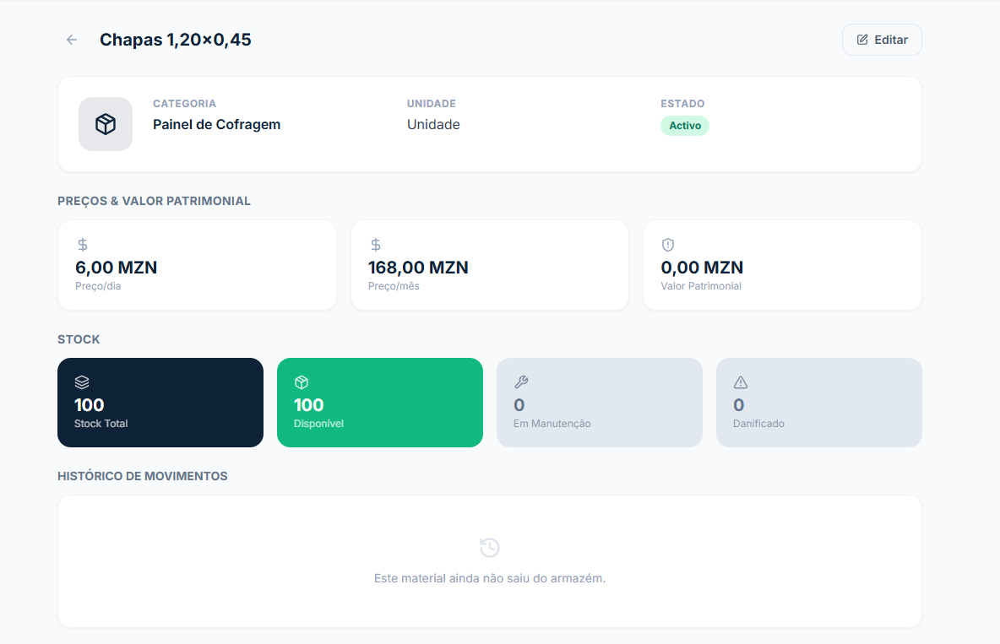 Chapas 1,20×0,45
Editar
CATEGORIA
Painel de Cofragem
UNIDADE
Unidade
ESTADO
Activo
PREÇOS & VALOR PATRIMONIAL
6,00 MZN
Preço/dia
168,00 MZN
Preço/mês
0,00 MZN
Valor Patrimonial
STOCK
100
Stock Total
100
Disponível
0
Em Manutenção
0
Danificado
HISTÓRICO DE MOVIMENTOS
Este material ainda não saiu do armazém.